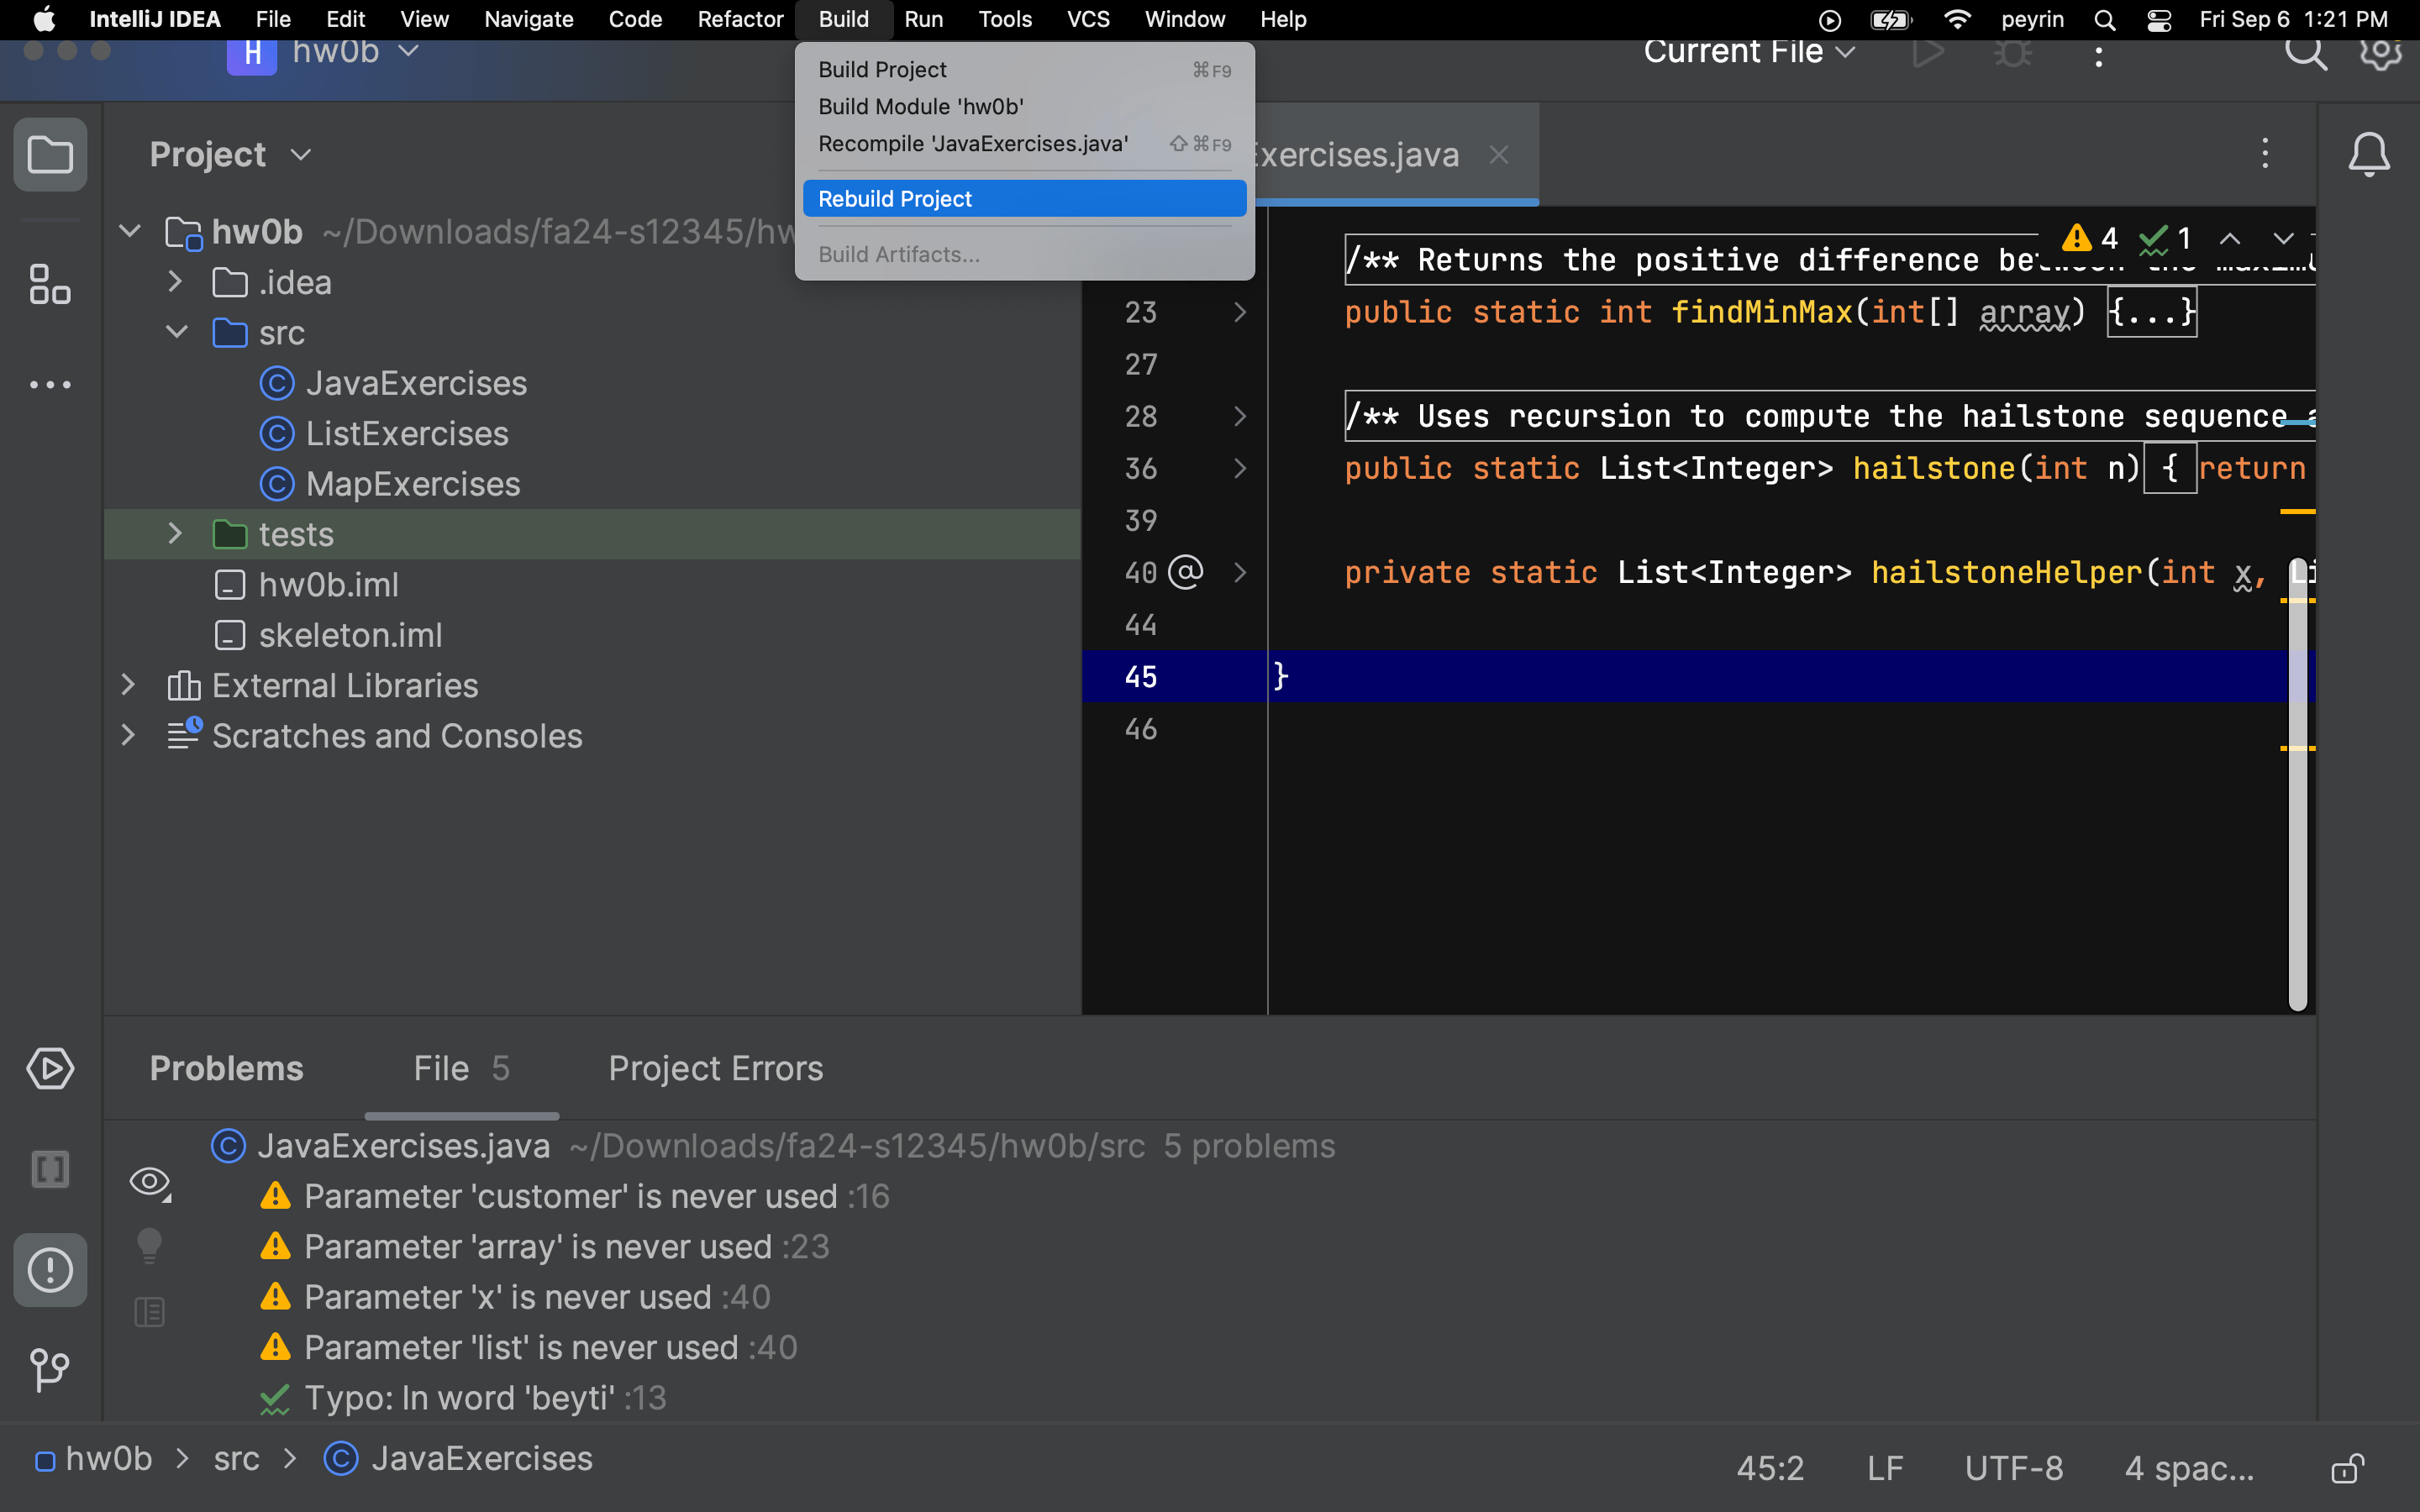 IntelliJ IDEA File Edit View Navigate Code Refactor Build Run Tools VCS Window Help peyrin Fri Sep 6 1:21 PM
H hw0b Current File
Build Project ⌘F9
Build Module 'hw0b'
Recompile 'JavaExercises.java' ⇧⌘F9
Rebuild Project
Build Artifacts...
Project
hw0b ~/Downloads/fa24-s12345/hw
.idea
src
JavaExercises
ListExercises
MapExercises
tests
hw0b.iml
skeleton.iml
External Libraries
Scratches and Consoles
xercises.java
4 1
/** Returns the positive difference between the
23 public static int findMinMax(int[] array) {...}
27
28 /** Uses recursion to compute the hailstone sequence
36 public static List<Integer> hailstone(int n) { return
39
40 @ private static List<Integer> hailstoneHelper(int x, Li
44
45 }
46
Problems File 5 Project Errors
JavaExercises.java ~/Downloads/fa24-s12345/hw0b/src 5 problems
Parameter 'customer' is never used :16
Parameter 'array' is never used :23
Parameter 'x' is never used :40
Parameter 'list' is never used :40
Typo: In word 'beyti' :13
hw0b > src > JavaExercises 45:2 LF UTF-8 4 spac...